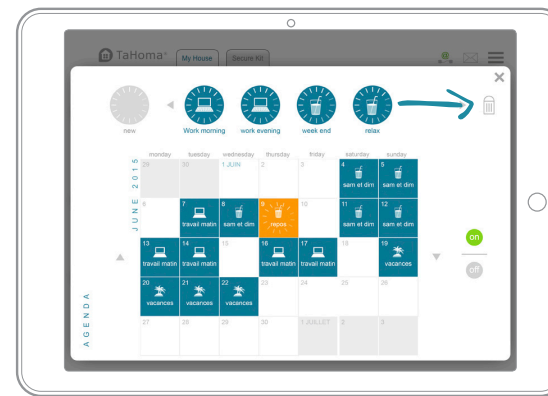 TaHoma® My House Secure Kit
new Work morning work evening week end relax
monday tuesday wednesday thursday friday saturday sunday
JUNE 2015
29 30 1 JUIN 2 3 4 5
sam et dim sam et dim
6 7 8 9 10 11 12
travail matin sam et dim repos ... sam et dim sam et dim
13 14 15 16 17 18 19
travail matin travail matin travail matin travail matin vacances
20 21 22 23 24 25 26
vacances vacances vacances
27 28 29 30 1 JUILLET 2 3
AGENDA
on
off